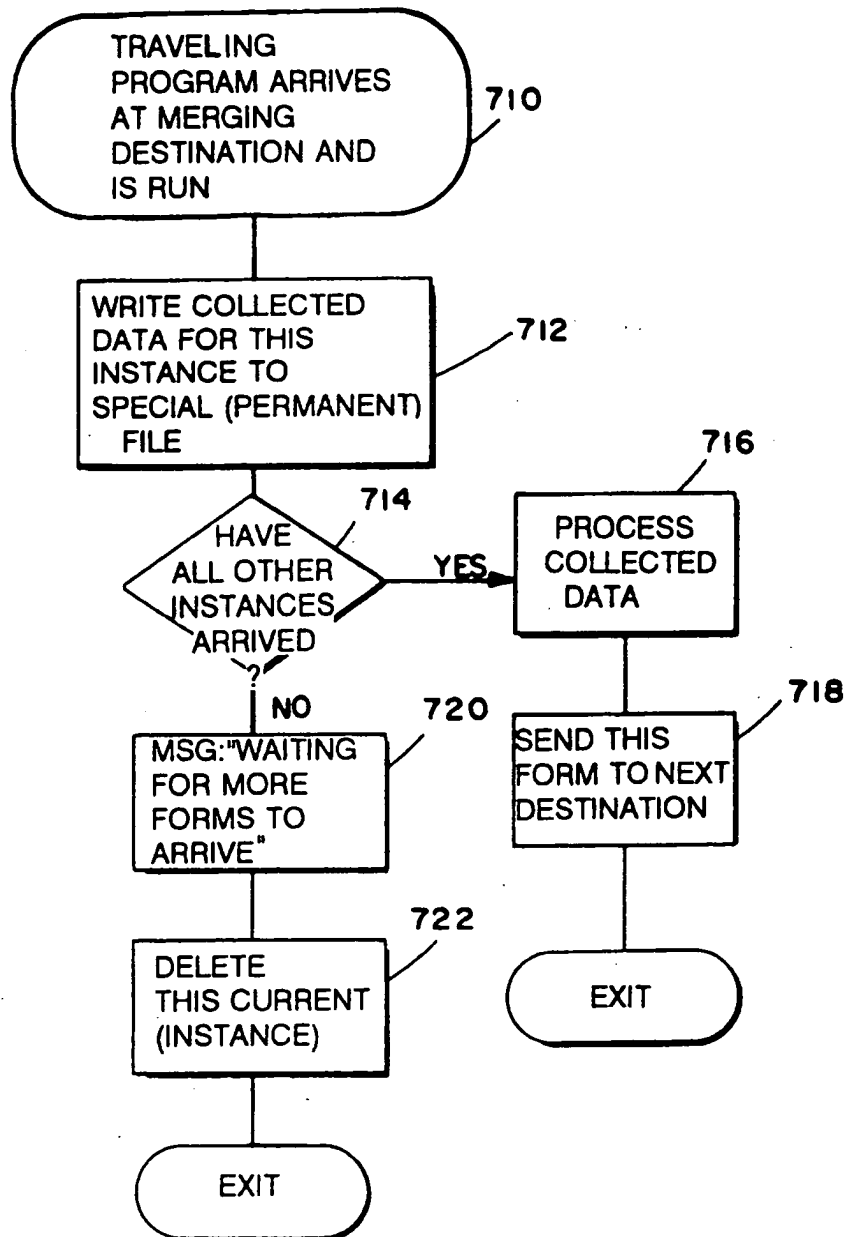 TRAVELING
PROGRAM ARRIVES
AT MERGING
DESTINATION AND
IS RUN
710
WRITE COLLECTED
DATA FOR THIS
INSTANCE TO
SPECIAL (PERMANENT)
FILE
712
714
HAVE
ALL OTHER
INSTANCES
ARRIVED
?
YES
716
PROCESS
COLLECTED
DATA
718
SEND THIS
FORM TO NEXT
DESTINATION
EXIT
NO
720
MSG:"WAITING
FOR MORE
FORMS TO
ARRIVE"
722
DELETE
THIS CURRENT
(INSTANCE)
EXIT